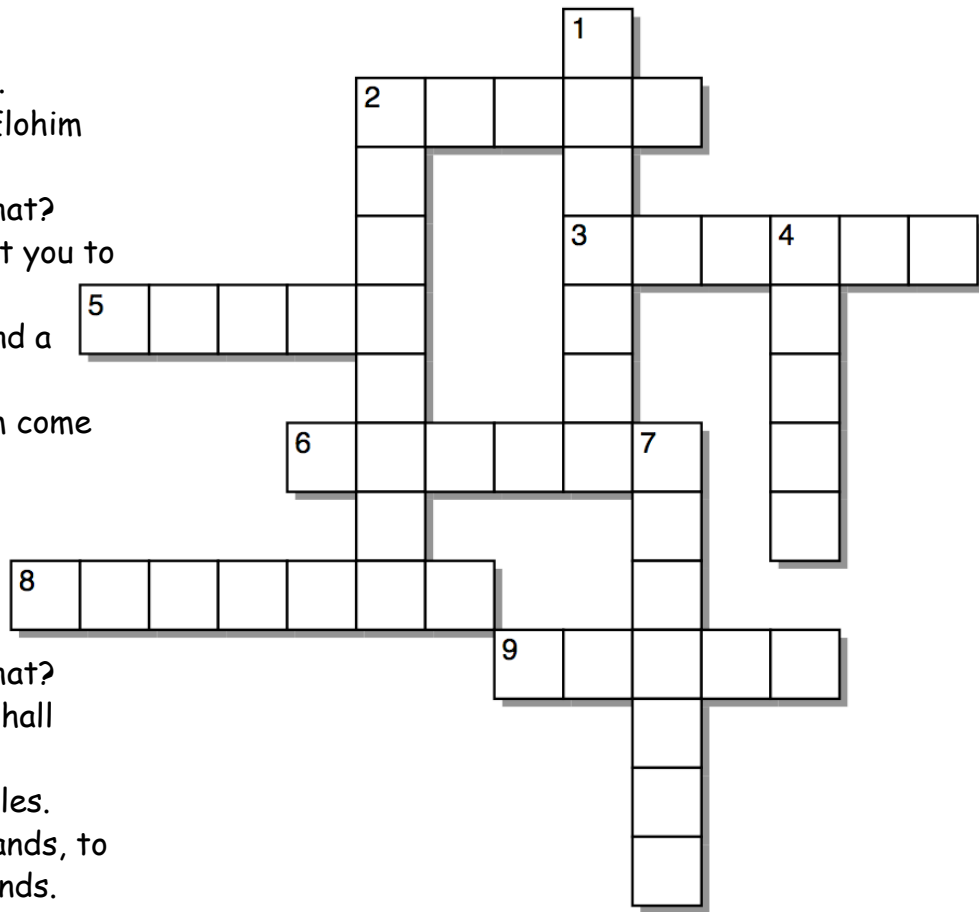 1
.
2
Elohim
hat?
3 4
t you to
5
nd a
n come
6 7
8
9
hat?
hall
les.
ands, to
nds.